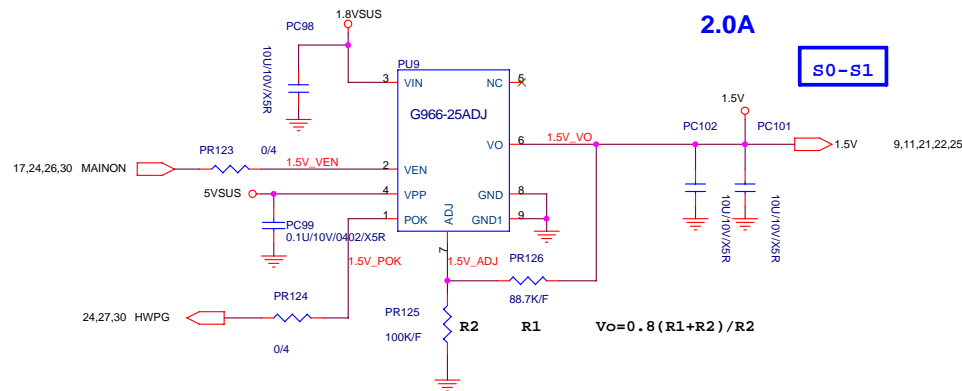 1.8VSUS
2.0A
PC98
10U/10V/X5R
PU9
S0-S1
3
VIN
NC
5
G966-25ADJ
1.5V
VO
6
1.5V_VO
PC102
PC101
1.5V
9,11,21,22,25
17,24,26,30 MAINON
PR123
0/4
1.5V_VEN
2
VEN
5VSUS
4
VPP
GND
8
PC99
0.1U/10V/0402/X5R
1
POK
ADJ
GND1
9
10U/10V/X5R
10U/10V/X5R
7
1.5V_POK
1.5V_ADJ
PR126
88.7K/F
24,27,30 HWPG
PR124
0/4
PR125
100K/F
R2
R1
Vo=0.8(R1+R2)/R2